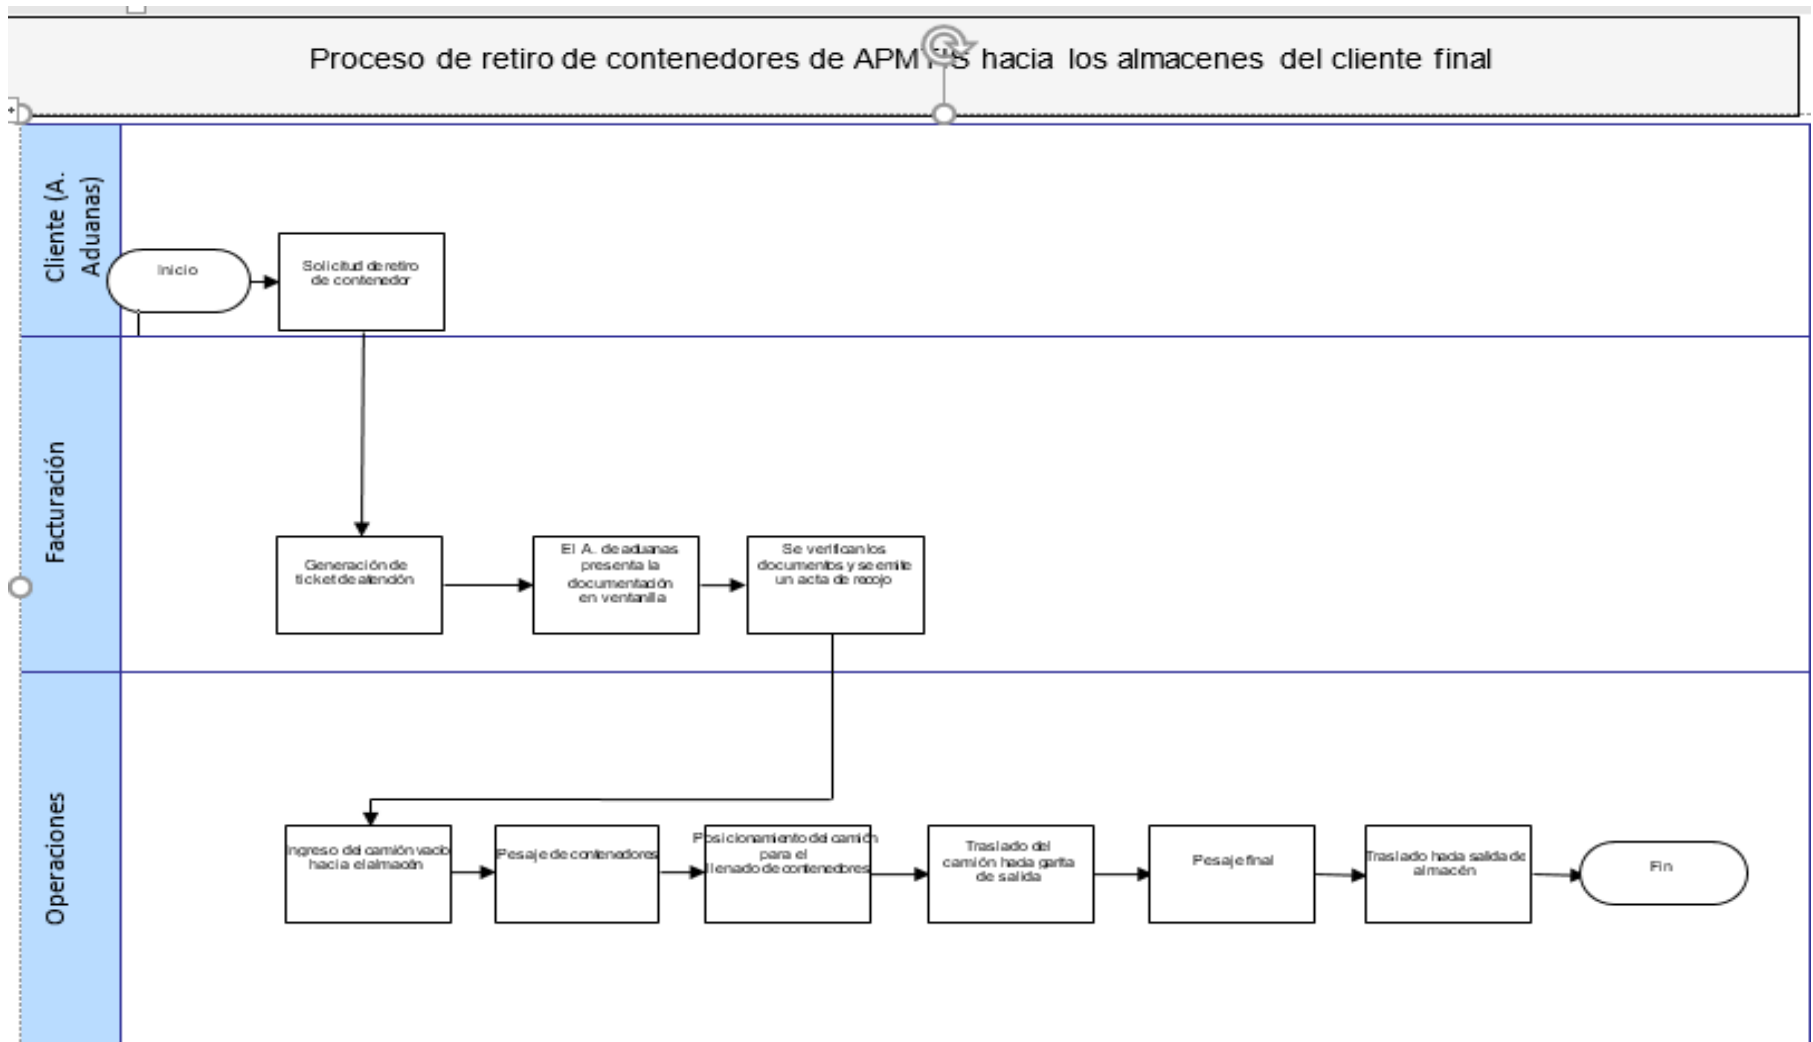 Proceso de retiro de contenedores de APMTIS hacia los almacenes del cliente final
Cliente (A.
Aduanas)
Inicio
Solicitud de retiro
de contenedor
Facturación
Generación de
ticket de atención
El A. de aduanas
presenta la
documentación
en ventanilla
Se verifican los
documentos y se emite
un acta de recojo
Operaciones
Ingreso del camión vacío
hacia el almacén
Pesaje de contenedores
Posicionamiento del camión
para el
llenado de contenedores
Traslado del
camión hacia garita
de salida
Pesaje final
Traslado hacia salida de
almacén
Fin